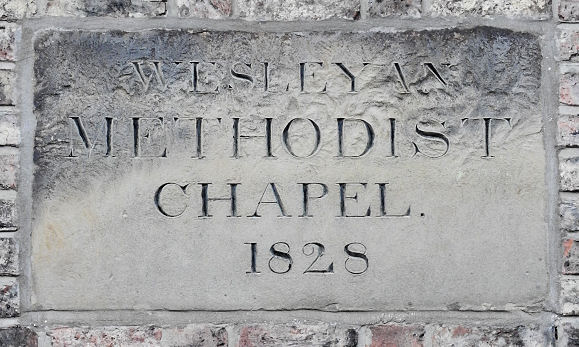 WESLEYAN
METHODIST
CHAPEL.
1828